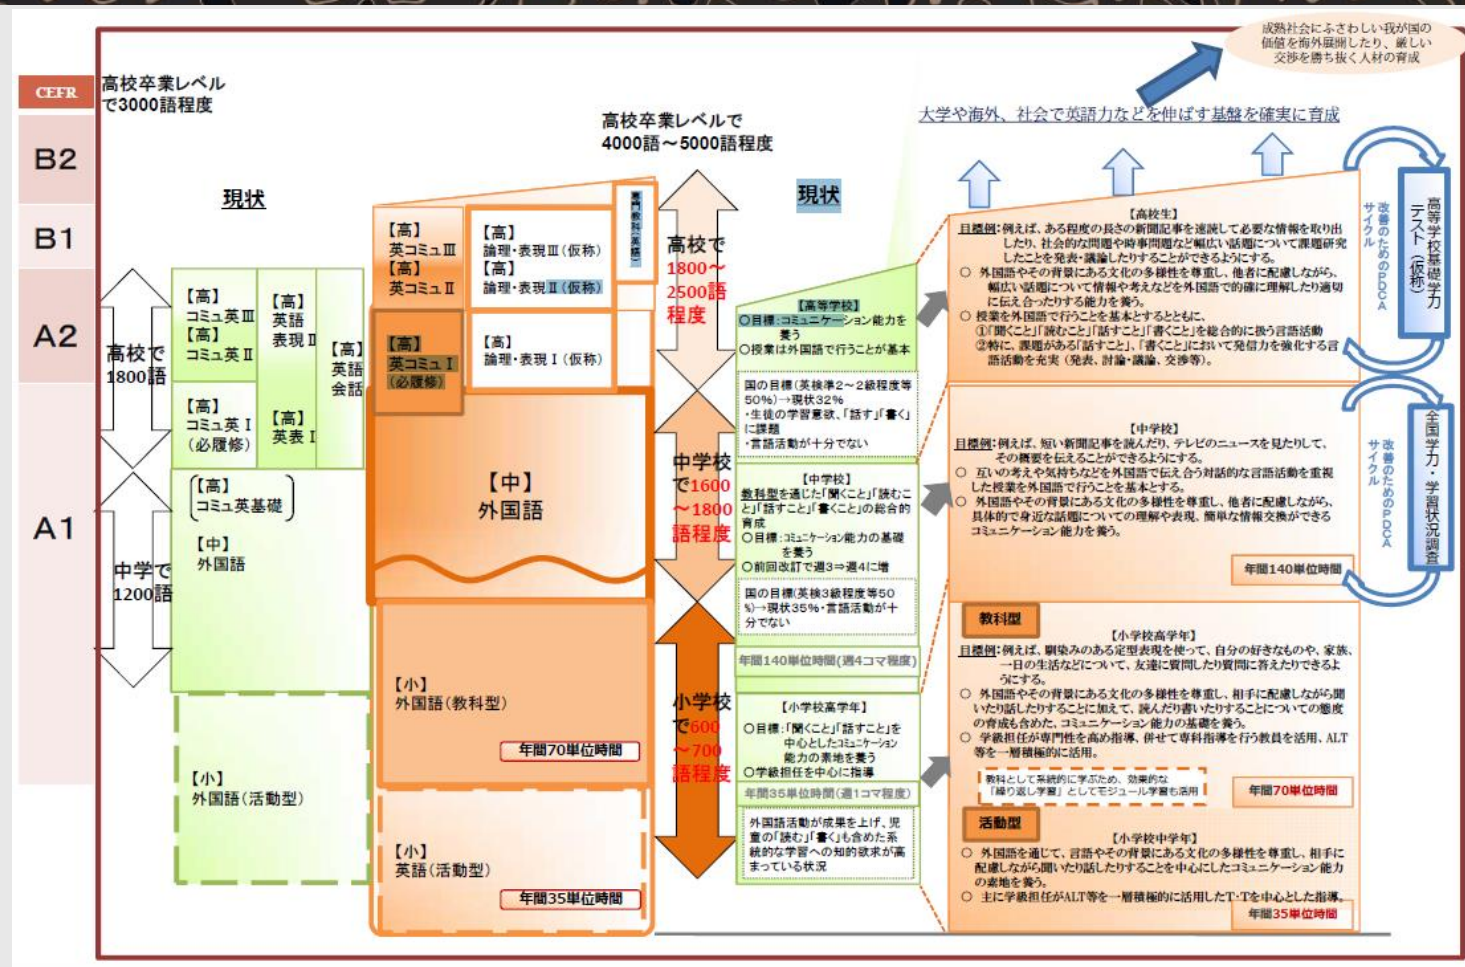 成熟社会にふさわしい我が国の
価値を海外展開したり、厳しい
交渉を勝ち抜く人材の育成
CEFR
B2
B1
A2
A1
高校卒業レベル
で3000語程度
現状
高校で
1800語
中学で
1200語
【高】
コミュ英Ⅲ
【高】
コミュ英Ⅱ
【高】
英語
表現Ⅱ
【高】
英語
会話
【高】
コミュ英Ⅰ
(必履修)
【高】
英表Ⅰ
【高】
コミュ英基礎
【中】
外国語
【小】
外国語(活動型)
高校卒業レベルで
4000語～5000語程度
【高】
英コミュⅢ
【高】
英コミュⅡ
【高】
論理・表現Ⅲ(仮称)
【高】
論理・表現Ⅱ(仮称)
専門教科(英語)
【高】
英コミュⅠ
(必履修)
【高】
論理・表現Ⅰ(仮称)
【中】
外国語
【小】
外国語(教科型)
年間70単位時間
【小】
英語(活動型)
年間35単位時間
高校で
1800～
2500語
程度
中学校
で1600
～1800
語程度
小学校
で600
～700
語程度
現状
【高等学校】
○目標：コミュニケーション能力を
養う
○授業は外国語で行うことが基本
国の目標(英検準2～2級程度等
50%)→現状32%
・生徒の学習意欲、「話す」「書く」
に課題
・言語活動が十分でない
【中学校】
教科型を通じた「聞くこと」「読むこ
と」「話すこと」「書くこと」の総合的
育成
○目標：コミュニケーション能力の基礎
を養う
○前回改訂で週3⇒週4に増
国の目標(英検3級程度等50
%)→現状35%・言語活動が十
分でない
年間140単位時間(週4コマ程度)
【小学校高学年】
○目標：「聞くこと」「話すこと」を
中心としたコミュニケーション
能力の素地を養う
○学級担任を中心に指導
年間35単位時間(週1コマ程度)
外国語活動が成果を上げ、児
童の「読む」「書く」も含めた系
統的な学習への知的欲求が高
まっている状況
大学や海外、社会で英語力などを伸ばす基盤を確実に育成
【高校生】
目標例：例えば、ある程度の長さの新聞記事を速読して必要な情報を取り出
したり、社会的な問題や時事問題など幅広い話題について課題研究
したことを発表・議論したりすることができるようにする。
○ 外国語やその背景にある文化の多様性を尊重し、他者に配慮しながら、
幅広い話題について情報や考えなどを外国語で的確に理解したり適切
に伝え合ったりする能力を養う。
○ 授業を外国語で行うことを基本とするとともに、
①「聞くこと」「読むこと」「話すこと」「書くこと」を総合的に扱う言語活動
②特に、課題がある「話すこと」、「書くこと」において発信力を強化する言
語活動を充実（発表、討論・議論、交渉等）。
【中学校】
目標例：例えば、短い新聞記事を読んだり、テレビのニュースを見たりして、
その概要を伝えることができるようにする。
○ 互いの考えや気持ちなどを外国語で伝え合う対話的な言語活動を重視
した授業を外国語で行うことを基本とする。
○ 外国語やその背景にある文化の多様性を尊重し、他者に配慮しながら、
具体的で身近な話題についての理解や表現、簡単な情報交換ができる
コミュニケーション能力を養う。
年間140単位時間
教科型
【小学校高学年】
目標例：例えば、馴染みのある定型表現を使って、自分の好きなものや、家族、
一日の生活などについて、友達に質問したり質問に答えたりできるよ
うにする。
○ 外国語やその背景にある文化の多様性を尊重し、相手に配慮しながら聞
いたり話したりすることに加えて、読んだり書いたりすることについての態度
の育成も含めた、コミュニケーション能力の基礎を養う。
○ 学級担任が専門性を高め指導、併せて専科指導を行う教員を活用、ALT
等を一層積極的に活用。
教科として系統的に学ぶため、効果的な
「繰り返し学習」としてモジュール学習も活用
年間70単位時間
活動型
【小学校中学年】
○ 外国語を通じて、言語やその背景にある文化の多様性を尊重し、相手に
配慮しながら聞いたり話したりすることを中心にしたコミュニケーション能力
の素地を養う。
○ 主に学級担任がALT等を一層積極的に活用したT・Tを中心とした指導。
年間35単位時間
改善のためのPDCA
サイクル
高等学校基礎学力
テスト(仮称)
改善のためのPDCA
サイクル
全国学力・学習状況調査